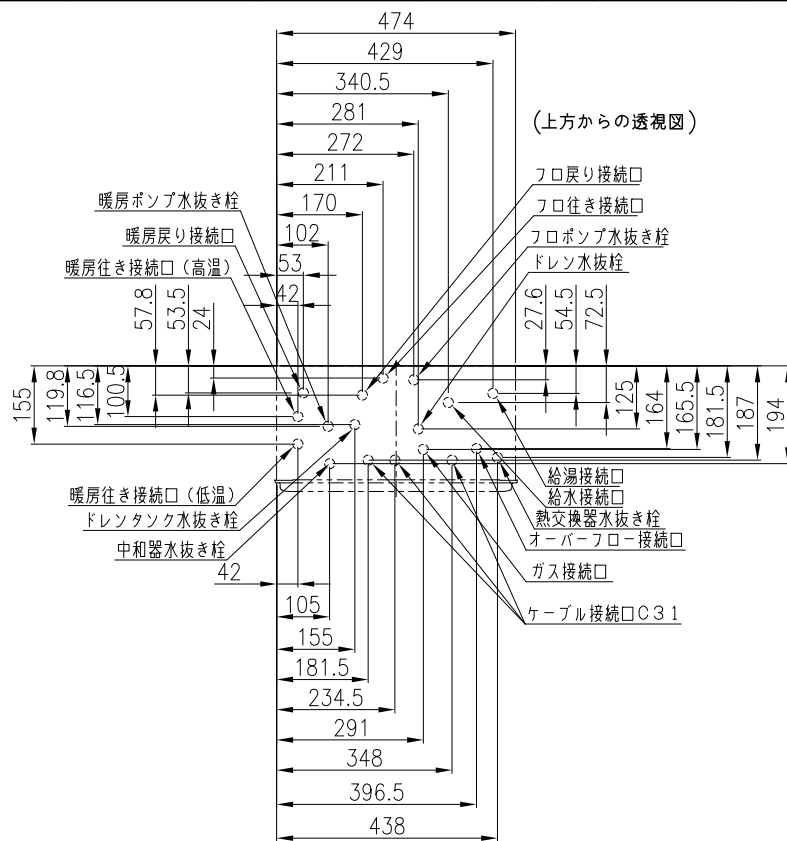 474
429
340.5
281
(上方からの透視図)
272
211
フロ戻り接続口
170
暖房ポンプ水抜き栓
フロ往き接続口
102
暖房戻り接続口
フロポンプ水抜き栓
53
暖房往き接続口(高温)
ドレン水抜栓
42
57.8
53.5
24
27.6
54.5
72.5
155
119.8
116.5
100.5
125
164
165.5
181.5
187
194
給湯接続口
暖房往き接続口(低温)
給水接続口
ドレンタンク水抜き栓
熱交換器水抜き栓
中和器水抜き栓
オーバーフロー接続口
42
ガス接続口
105
ケーブル接続口C31
155
181.5
234.5
291
348
396.5
438